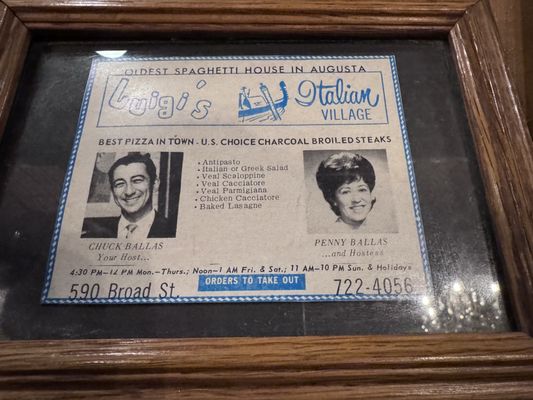 OLDEST SPAGHETTI HOUSE IN AUGUSTA
Luigi's Italian
VILLAGE
BEST PIZZA IN TOWN - U.S. CHOICE CHARCOAL BROILED STEAKS
• Antipasto
• Italian or Greek Salad
• Veal Scaloppine
• Veal Cacciatore
• Veal Parmigiana
• Chicken Cacciatore
• Baked Lasagne
CHUCK BALLAS
Your Host...
PENNY BALLAS
...and Hostess
4:30 PM-12 PM Mon.-Thurs.; Noon-1 AM Fri. & Sat.; 11 AM-10 PM Sun. & Holidays
ORDERS TO TAKE OUT
590 Broad St. 722-4056